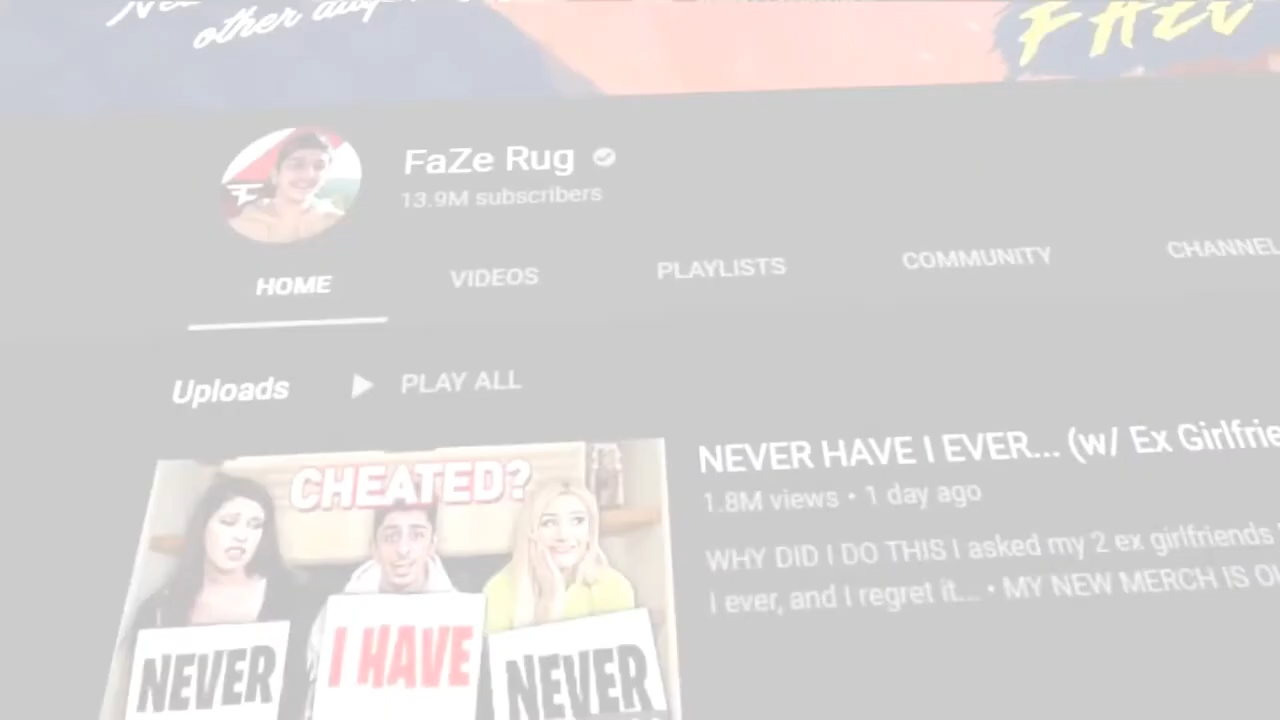 other
FAZE
FaZe Rug
13.9M subscribers
HOME
VIDEOS
PLAYLISTS
COMMUNITY
CHANNEL
Uploads
PLAY ALL
CHEATED?
NEVER
I HAVE
NEVER
NEVER HAVE I EVER... (w/ Ex Girlfrie
1.8M views • 1 day ago
WHY DID I DO THIS I asked my 2 ex girlfriends
I ever, and I regret it... • MY NEW MERCH IS